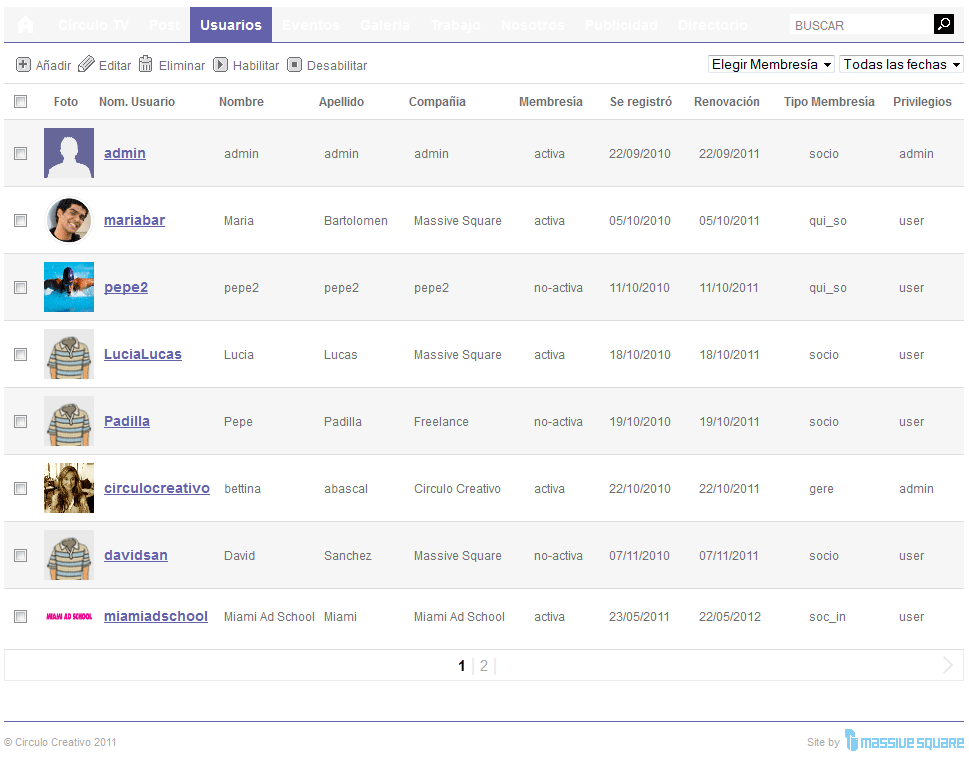 Círculo TV Post Usuarios Eventos Galería Trabajo Nosotros Publicidad Directorio BUSCAR
Añadir Editar Eliminar Habilitar Desabilitar Elegir Membresía Todas las fechas
Foto Nom. Usuario Nombre Apellido Compañia Membresía Se registró Renovación Tipo Membresía Privilegios
admin admin admin admin activa 22/09/2010 22/09/2011 socio admin
mariabar Maria Bartolomen Massive Square activa 05/10/2010 05/10/2011 qui_so user
pepe2 pepe2 pepe2 pepe2 no-activa 11/10/2010 11/10/2011 qui_so user
LuciaLucas Lucia Lucas Massive Square activa 18/10/2010 18/10/2011 socio user
Padilla Pepe Padilla Freelance no-activa 19/10/2010 19/10/2011 socio user
circulocreativo bettina abascal Circulo Creativo activa 22/10/2010 22/10/2011 gere admin
davidsan David Sanchez Massive Square no-activa 07/11/2010 07/11/2011 socio user
MIAMI AD SCHOOL miamiadschool Miami Ad School Miami Miami Ad School activa 23/05/2011 22/05/2012 soc_in user
1 | 2 |
© Circulo Creativo 2011 Site by MASSIVE SQUARE